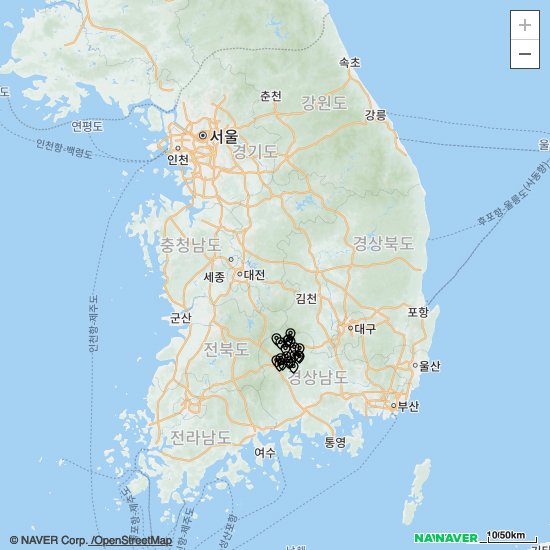 +
−
속초
춘천
강원도
강릉
도
연평도
인천항-백령도
서울
경기도
인천
울
후포항-울릉도(사동항)
충청남도
경상북도
세종
대전
인천항-제주도
김천
군산
포항
대구
전북도
경상남도
울산
부산
전라남도
여수
통영
© NAVER Corp. /OpenStreetMap
NAVER
10/50km